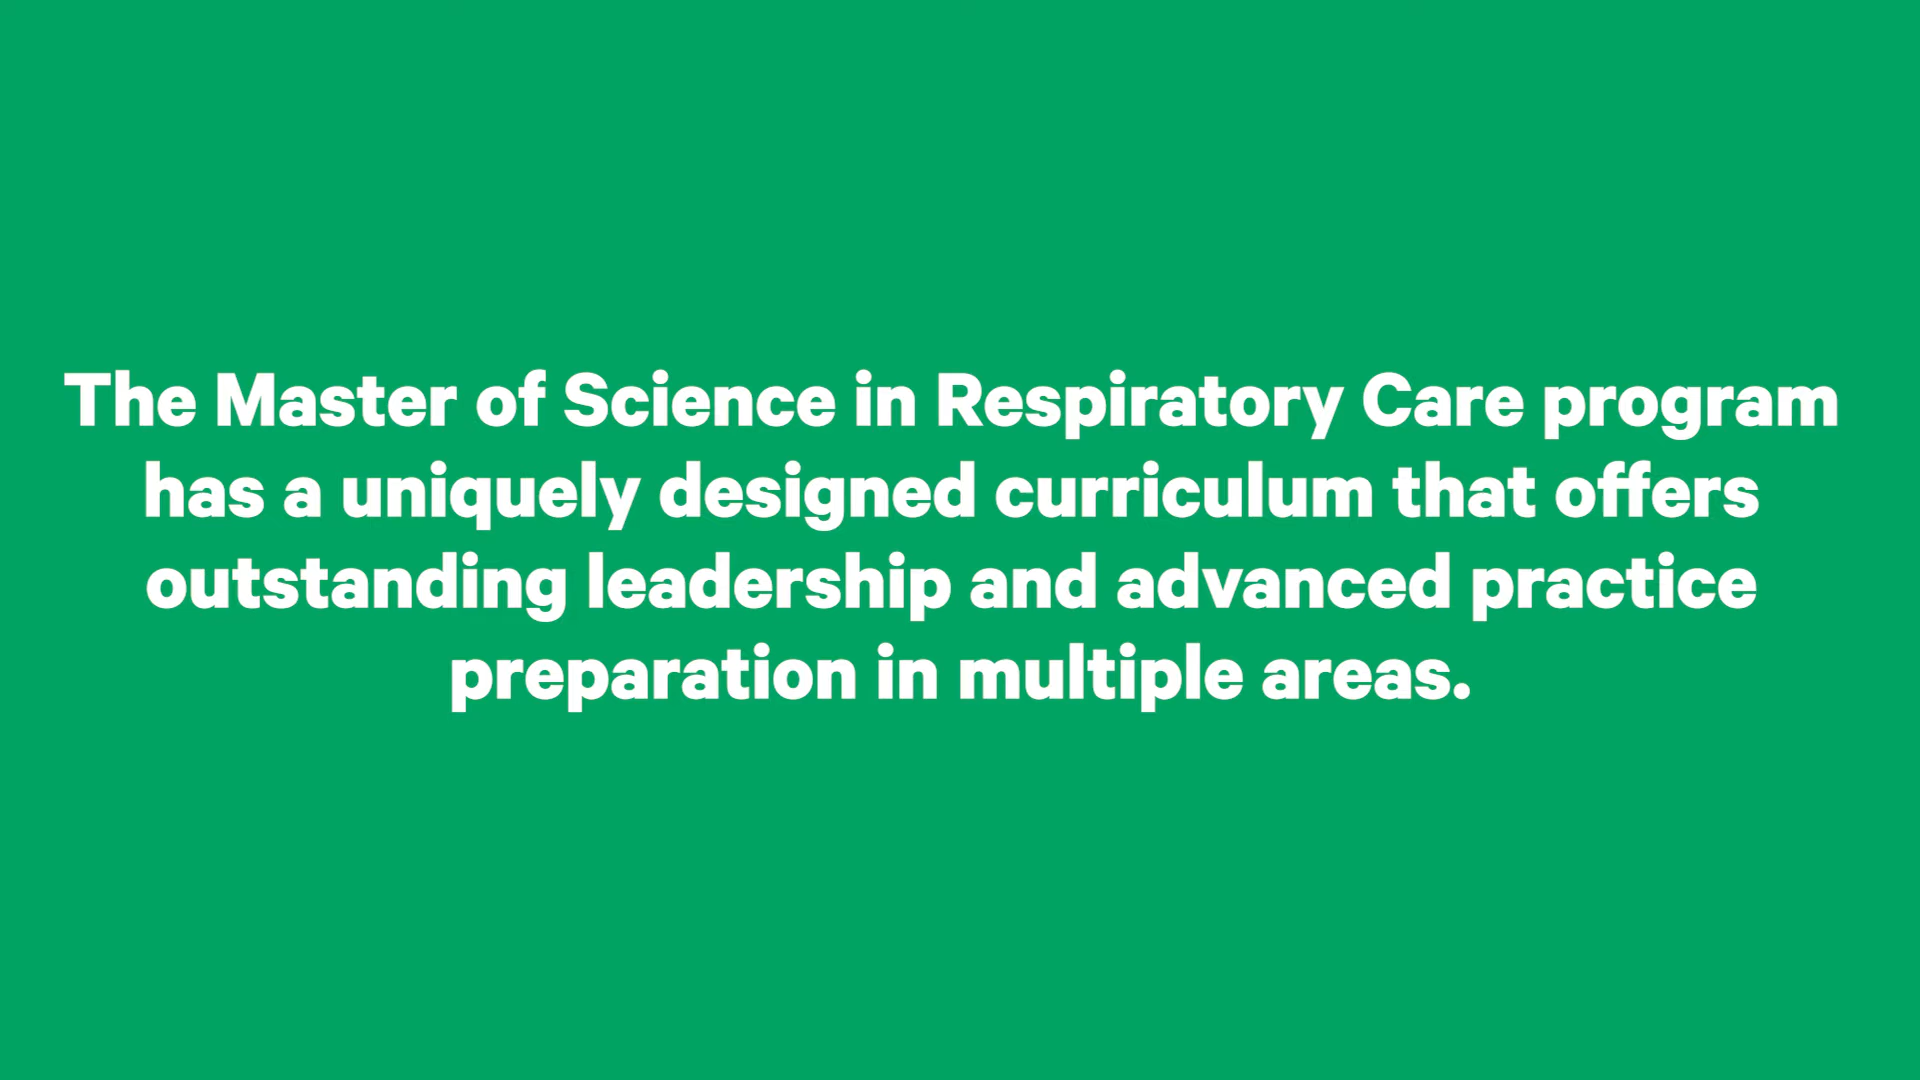 The Master of Science in Respiratory Care program
has a uniquely designed curriculum that offers
outstanding leadership and advanced practice
preparation in multiple areas.